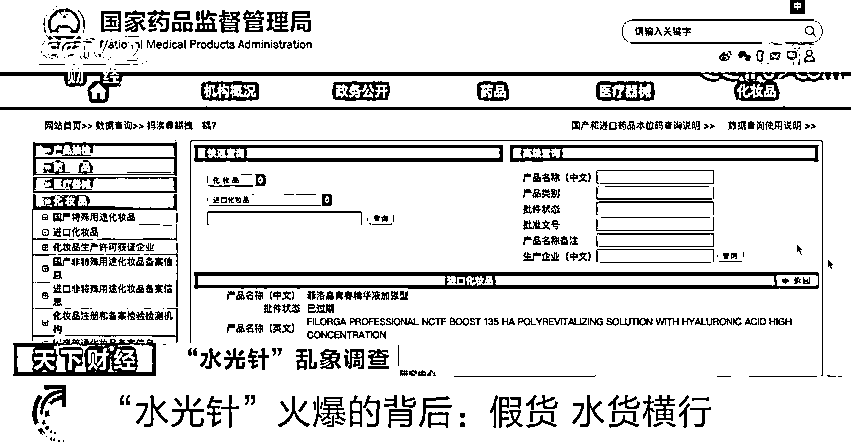 中
国家药品监督管理局
National Medical Products Administration
请输入关键字
财 经
机构概况 政务公开 药品 医疗器械 化妆品
网站首页>> 数据查询>>
国产和进口药品本位码查询说明 >> 数据查询使用说明 >>
快速查询 高级查询
药 品
医疗器械
化妆品
国产特殊用途化妆品
进口化妆品
化妆品生产许可获证企业
国产非特殊用途化妆品备案信息
进口非特殊用途化妆品备案信息
化妆品注册和备案检验检测机构
化妆品
进口化妆品
查询
产品名称（中文）
产品类别
批件状态
批准文号
产品名称备注
生产企业（中文） 查询
进口化妆品 返回
产品名称（中文） 菲洛嘉青春精华液加强型
批件状态 已过期
产品名称（英文） FILORGA PROFESSIONAL NCTF BOOST 135 HA POLYREVITALIZING SOLUTION WITH HYALURONIC ACID HIGH
CONCENTRATION
天下财经 “水光针”乱象调查
“水光针”火爆的背后：假货 水货横行